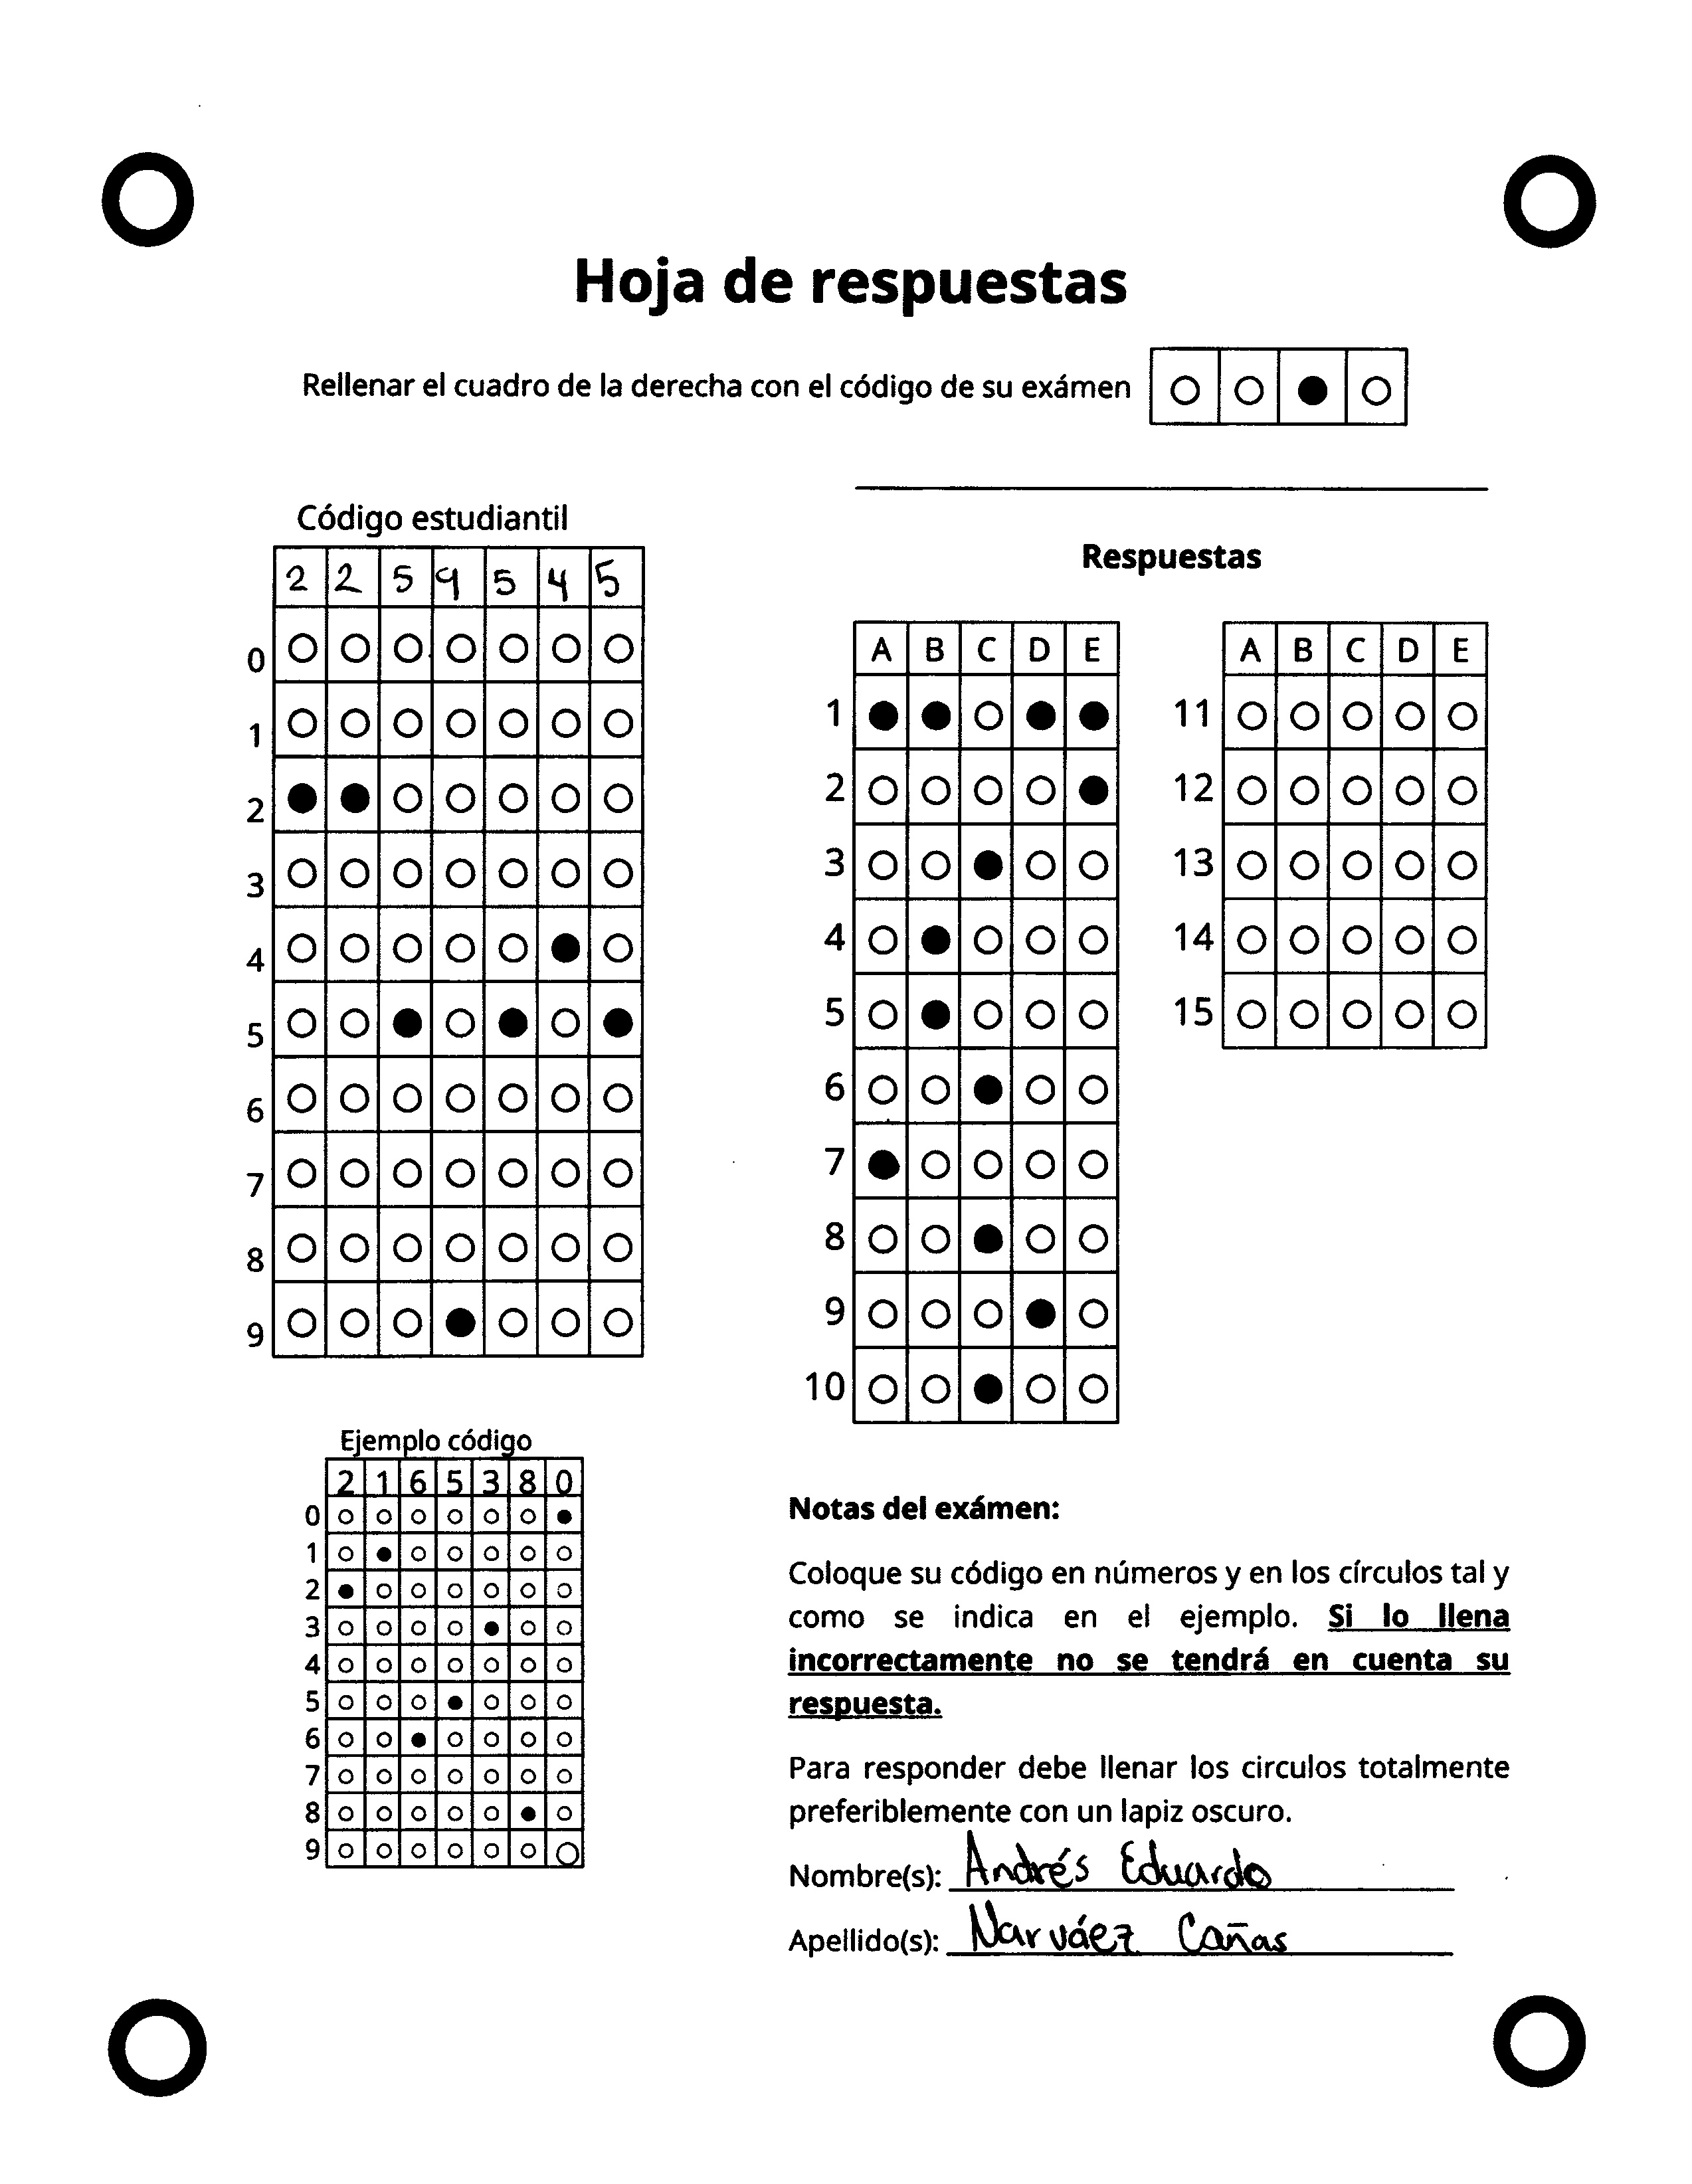 Hoja de respuestas
Rellenar el cuadro de la derecha con el código de su exámen
Código estudiantil
2 2 5 9 5 4 5
0
1
2
3
4
5
6
7
8
9
Respuestas
A B C D E
1
2
3
4
5
6
7
8
9
10
A B C D E
11
12
13
14
15
Ejemplo código
2 1 6 5 3 8 0
0
1
2
3
4
5
6
7
8
9
Notas del exámen:
Coloque su código en números y en los círculos tal y
como se indica en el ejemplo. Si lo llena
incorrectamente no se tendrá en cuenta su
respuesta.
Para responder debe llenar los circulos totalmente
preferiblemente con un lapiz oscuro.
Nombre(s): Andrés Eduardo
Apellido(s): Narváez Cañas